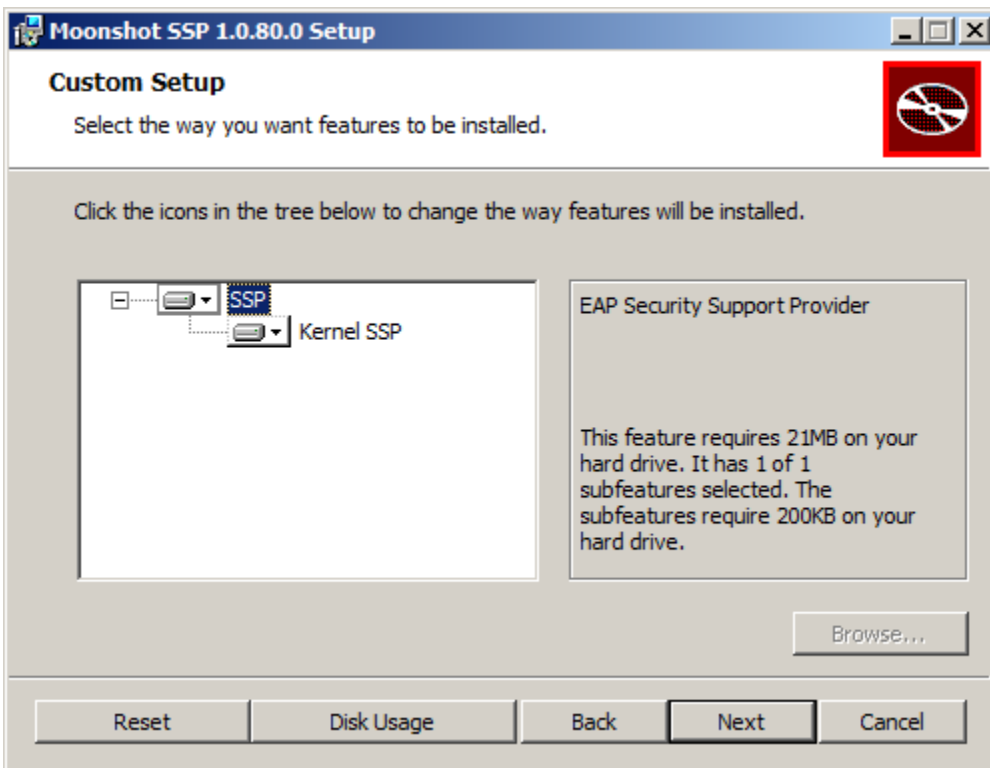 Moonshot SSP 1.0.80.0 Setup
Custom Setup
Select the way you want features to be installed.
Click the icons in the tree below to change the way features will be installed.
SSP
Kernel SSP
EAP Security Support Provider
This feature requires 21MB on your
hard drive. It has 1 of 1
subfeatures selected. The
subfeatures require 200KB on your
hard drive.
Browse...
Reset
Disk Usage
Back
Next
Cancel